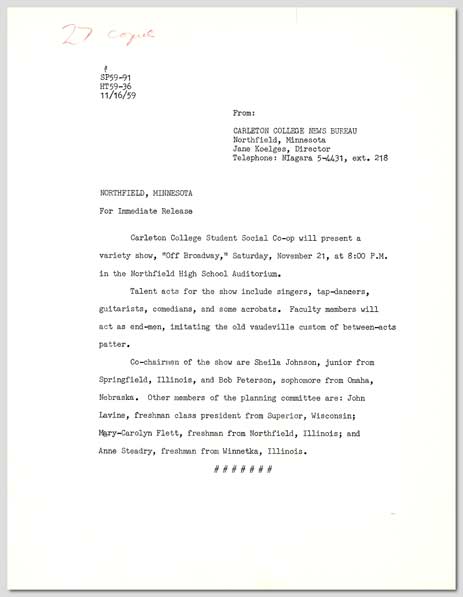 27 copies
SP59-91
HT59-36
11/16/59
From:
CARLETON COLLEGE NEWS BUREAU
Northfield, Minnesota
Jane Koelges, Director
Telephone: NIagara 5-4431, ext. 218
NORTHFIELD, MINNESOTA
For Immediate Release
Carleton College Student Social Co-op will present a
variety show, "Off Broadway," Saturday, November 21, at 8:00 P.M.
in the Northfield High School Auditorium.
Talent acts for the show include singers, tap-dancers,
guitarists, comedians, and some acrobats. Faculty members will
act as end-men, imitating the old vaudeville custom of between-acts
patter.
Co-chairmen of the show are Sheila Johnson, junior from
Springfield, Illinois, and Bob Peterson, sophomore from Omaha,
Nebraska. Other members of the planning committee are: John
Lavine, freshman class president from Superior, Wisconsin;
Mary-Carolyn Flett, freshman from Northfield, Illinois; and
Anne Steadry, freshman from Winnetka, Illinois.
# # # # # # #